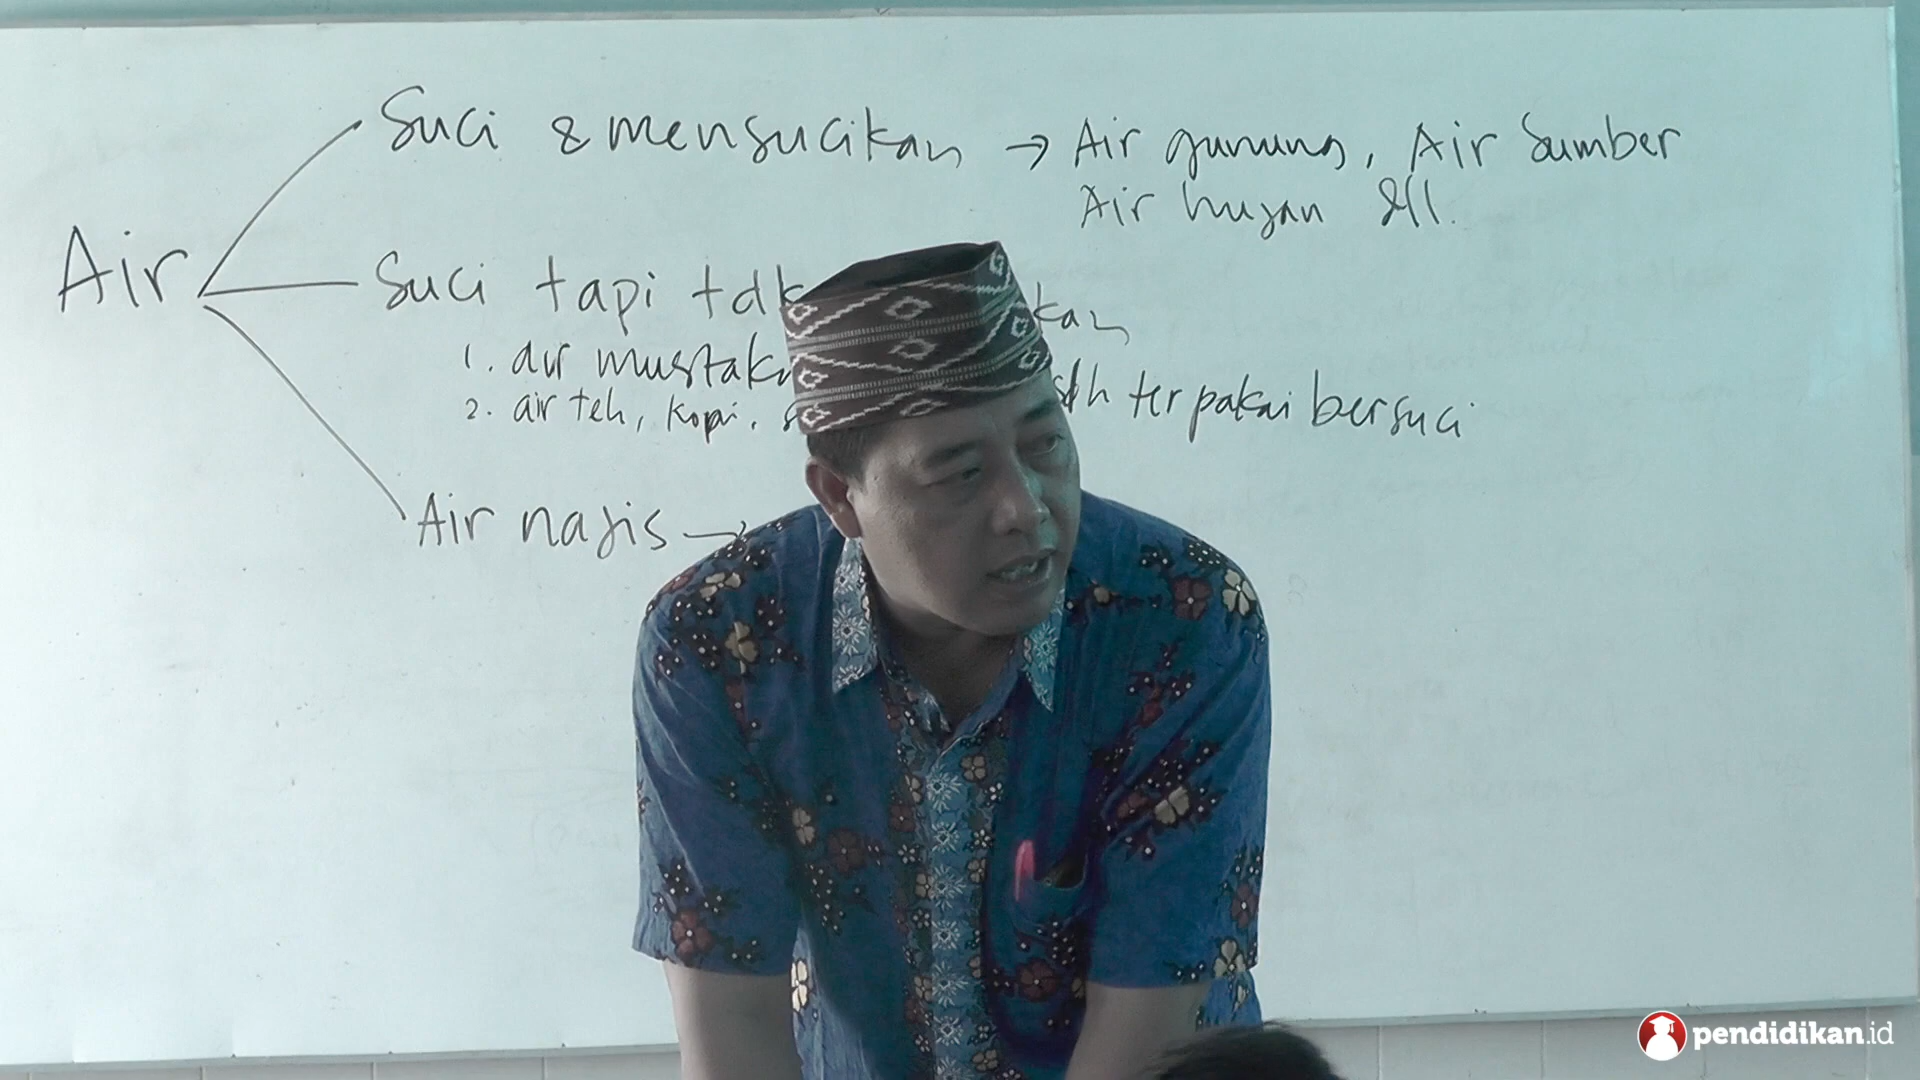 Suci & mensucikan → Air gunung, Air Sumber
Air hujan dll.
Air
Suci tapi tdk kan
1. air mustak
2. air teh, kopi, sdh terpakai bersuci
Air najis →
pendidikan.id